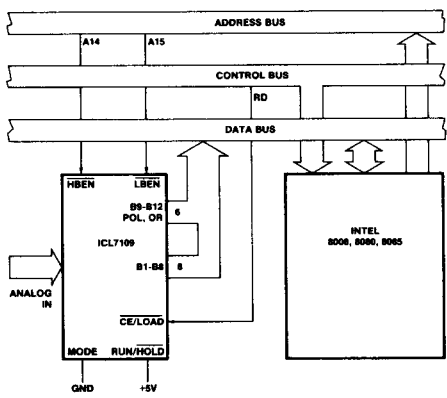 ADDRESS BUS
A14
A15
CONTROL BUS
RD
DATA BUS
HBEN
LBEN
B9-B12
POL, OR
6
ICL7109
B1-B8
8
ANALOG
IN
CE/LOAD
MODE
RUN/HOLD
GND
+5V
INTEL
8008, 8080, 8085